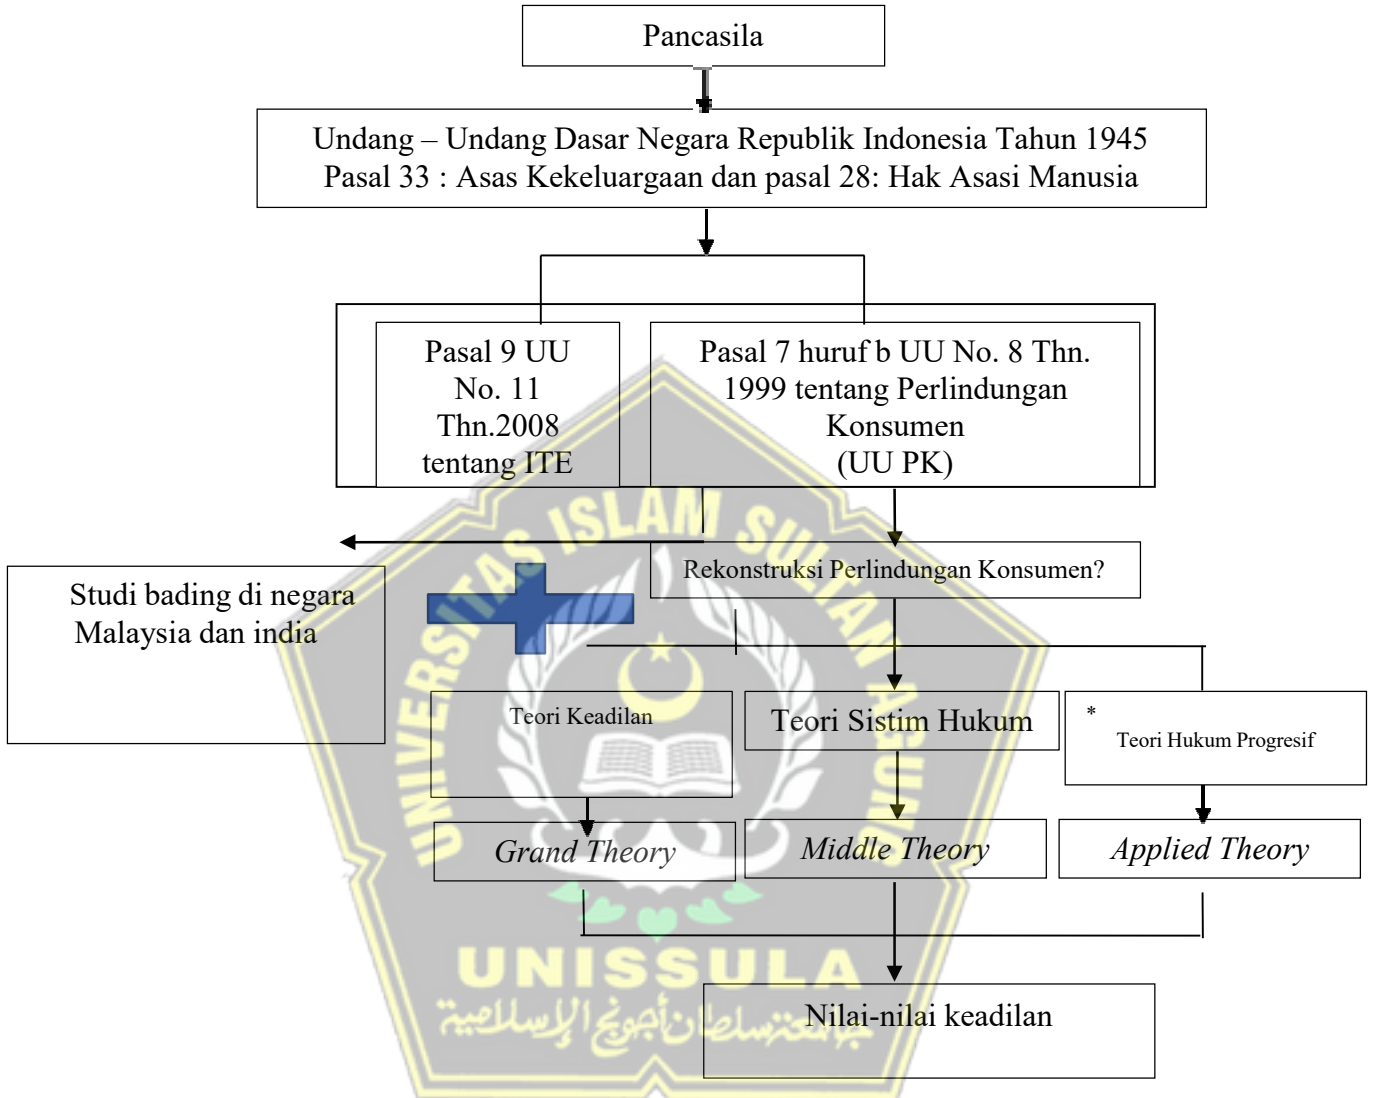 Pancasila
Undang – Undang Dasar Negara Republik Indonesia Tahun 1945
Pasal 33 : Asas Kekeluargaan dan pasal 28: Hak Asasi Manusia
Pasal 9 UU
No. 11
Thn.2008
tentang ITE
Pasal 7 huruf b UU No. 8 Thn.
1999 tentang Perlindungan
Konsumen
(UU PK)
Rekonstruksi Perlindungan Konsumen?
Studi bading di negara
Malaysia dan india
Teori Keadilan
Teori Sistim Hukum
*
Teori Hukum Progresif
Grand Theory
Middle Theory
Applied Theory
Nilai-nilai keadilan
UNIVERSITAS ISLAM SULTAN AGUNG
UNISSULA
جامعتسلطان أجونج الإسلامية